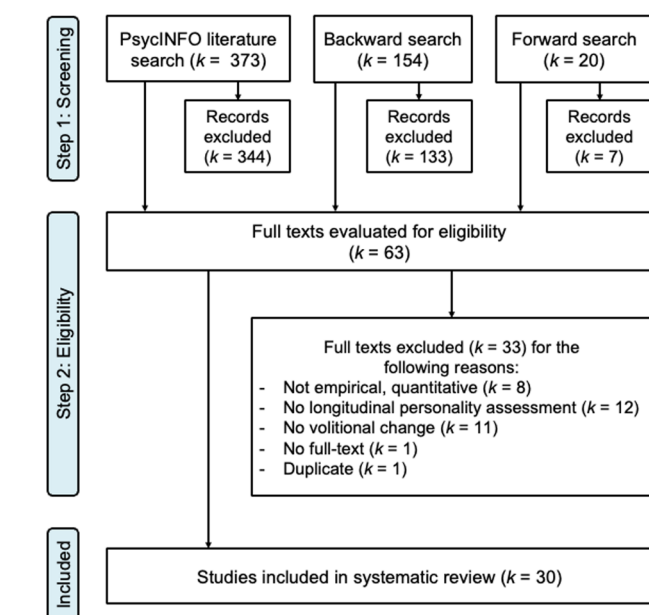 Step 1: Screening
PsycINFO literature
search (k = 373)
Backward search
(k = 154)
Forward search
(k = 20)
Records
excluded
(k = 344)
Records
excluded
(k = 133)
Records
excluded
(k = 7)
Step 2: Eligibility
Full texts evaluated for eligibility
(k = 63)
Full texts excluded (k = 33) for the
following reasons:
- Not empirical, quantitative (k = 8)
- No longitudinal personality assessment (k = 12)
- No volitional change (k = 11)
- No full-text (k = 1)
- Duplicate (k = 1)
Included
Studies included in systematic review (k = 30)